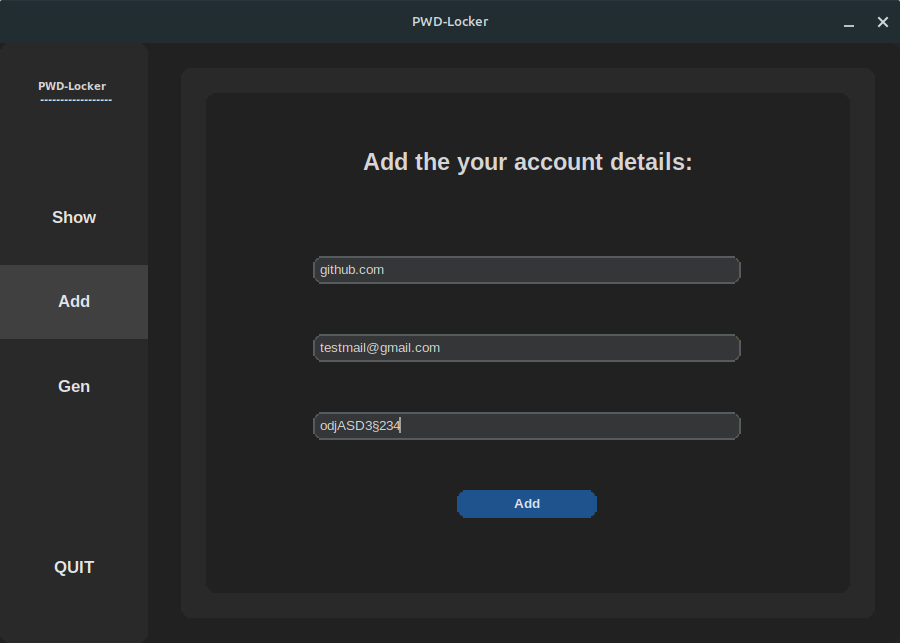 PWD-Locker
PWD-Locker
------------------
Show
Add
Gen
QUIT
Add the your account details:
github.com
testmail@gmail.com
odjASD3§234
Add